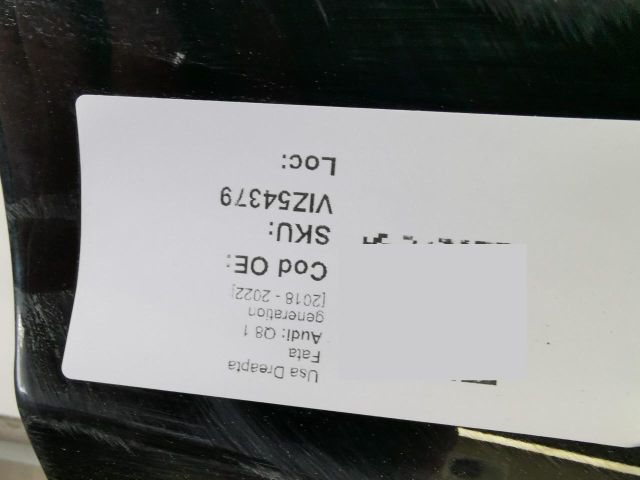 Usa Dreapta
Fata
Audi: Q8 1
generation
[2018 - 2022]
Cod OE:
SKU:
VIZ54379
Loc: